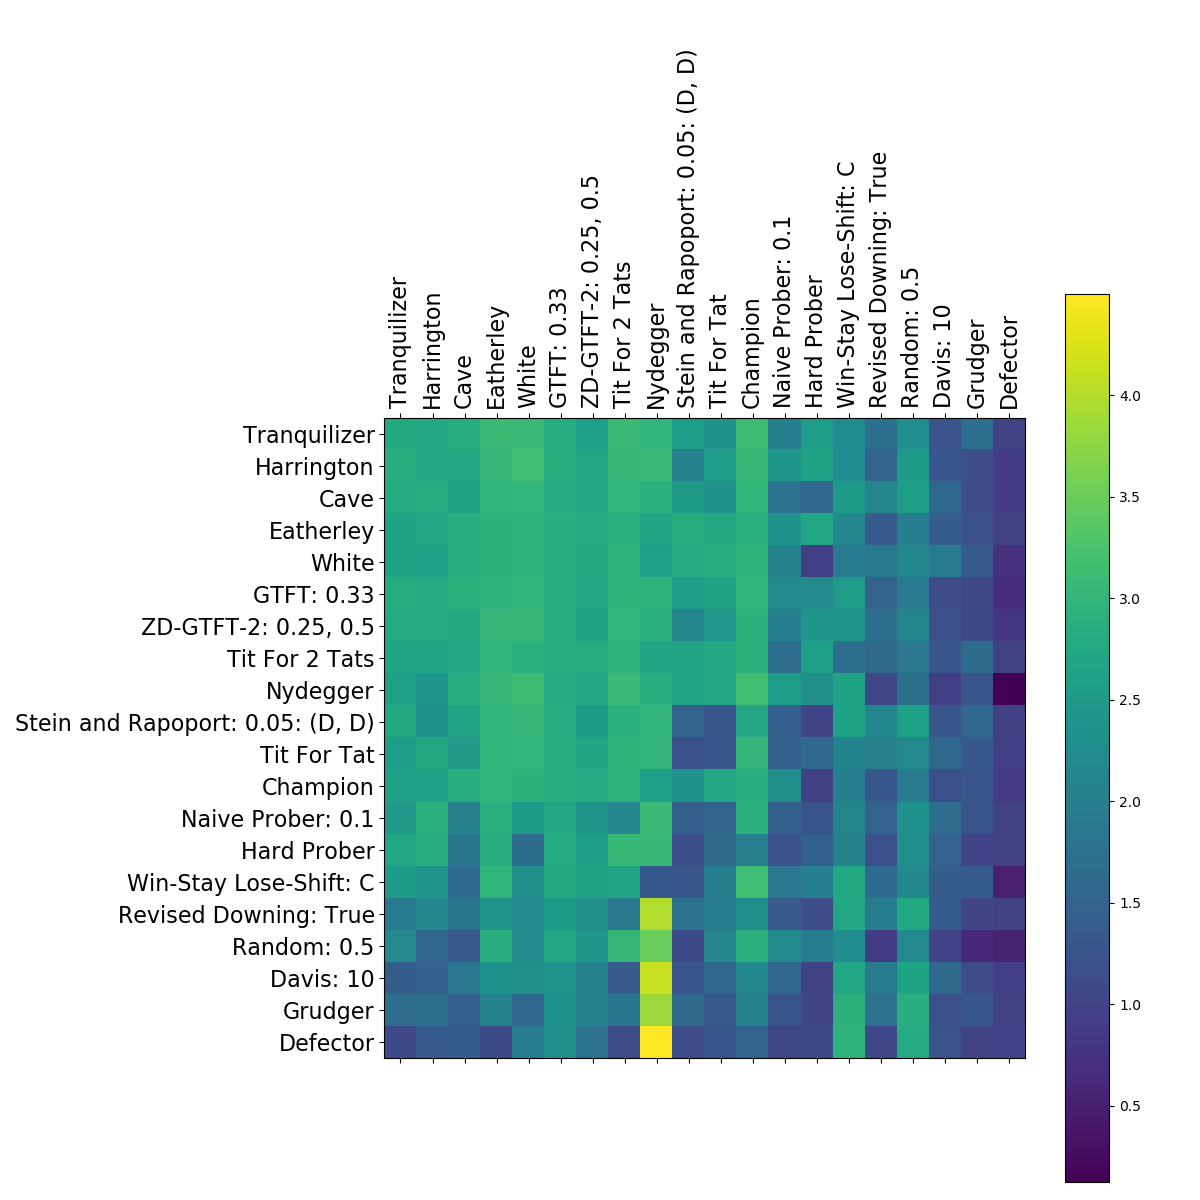 Tranquilizer
Harrington
Cave
Eatherley
White
GTFT: 0.33
ZD-GTFT-2: 0.25, 0.5
Tit For 2 Tats
Nydegger
Stein and Rapoport: 0.05: (D, D)
Tit For Tat
Champion
Naive Prober: 0.1
Hard Prober
Win-Stay Lose-Shift: C
Revised Downing: True
Random: 0.5
Davis: 10
Grudger
Defector
Tranquilizer
Harrington
Cave
Eatherley
White
GTFT: 0.33
ZD-GTFT-2: 0.25, 0.5
Tit For 2 Tats
Nydegger
Stein and Rapoport: 0.05: (D, D)
Tit For Tat
Champion
Naive Prober: 0.1
Hard Prober
Win-Stay Lose-Shift: C
Revised Downing: True
Random: 0.5
Davis: 10
Grudger
Defector
4.0
3.5
3.0
2.5
2.0
1.5
1.0
0.5